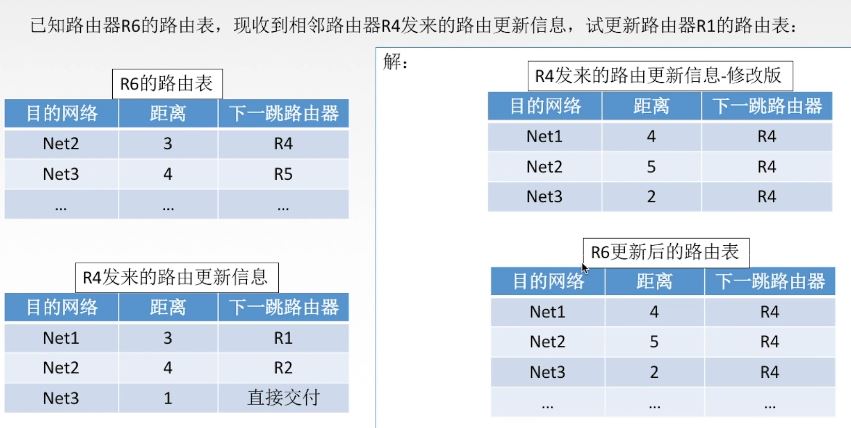 已知路由器R6的路由表，现收到相邻路由器R4发来的路由更新信息，试更新路由器R1的路由表：
R6的路由表
目的网络 距离 下一跳路由器
Net2 3 R4
Net3 4 R5
... ... ...
R4发来的路由更新信息
目的网络 距离 下一跳路由器
Net1 3 R1
Net2 4 R2
Net3 1 直接交付
解：
R4发来的路由更新信息-修改版
目的网络 距离 下一跳路由器
Net1 4 R4
Net2 5 R4
Net3 2 R4
R6更新后的路由表
目的网络 距离 下一跳路由器
Net1 4 R4
Net2 5 R4
Net3 2 R4
... ... ...